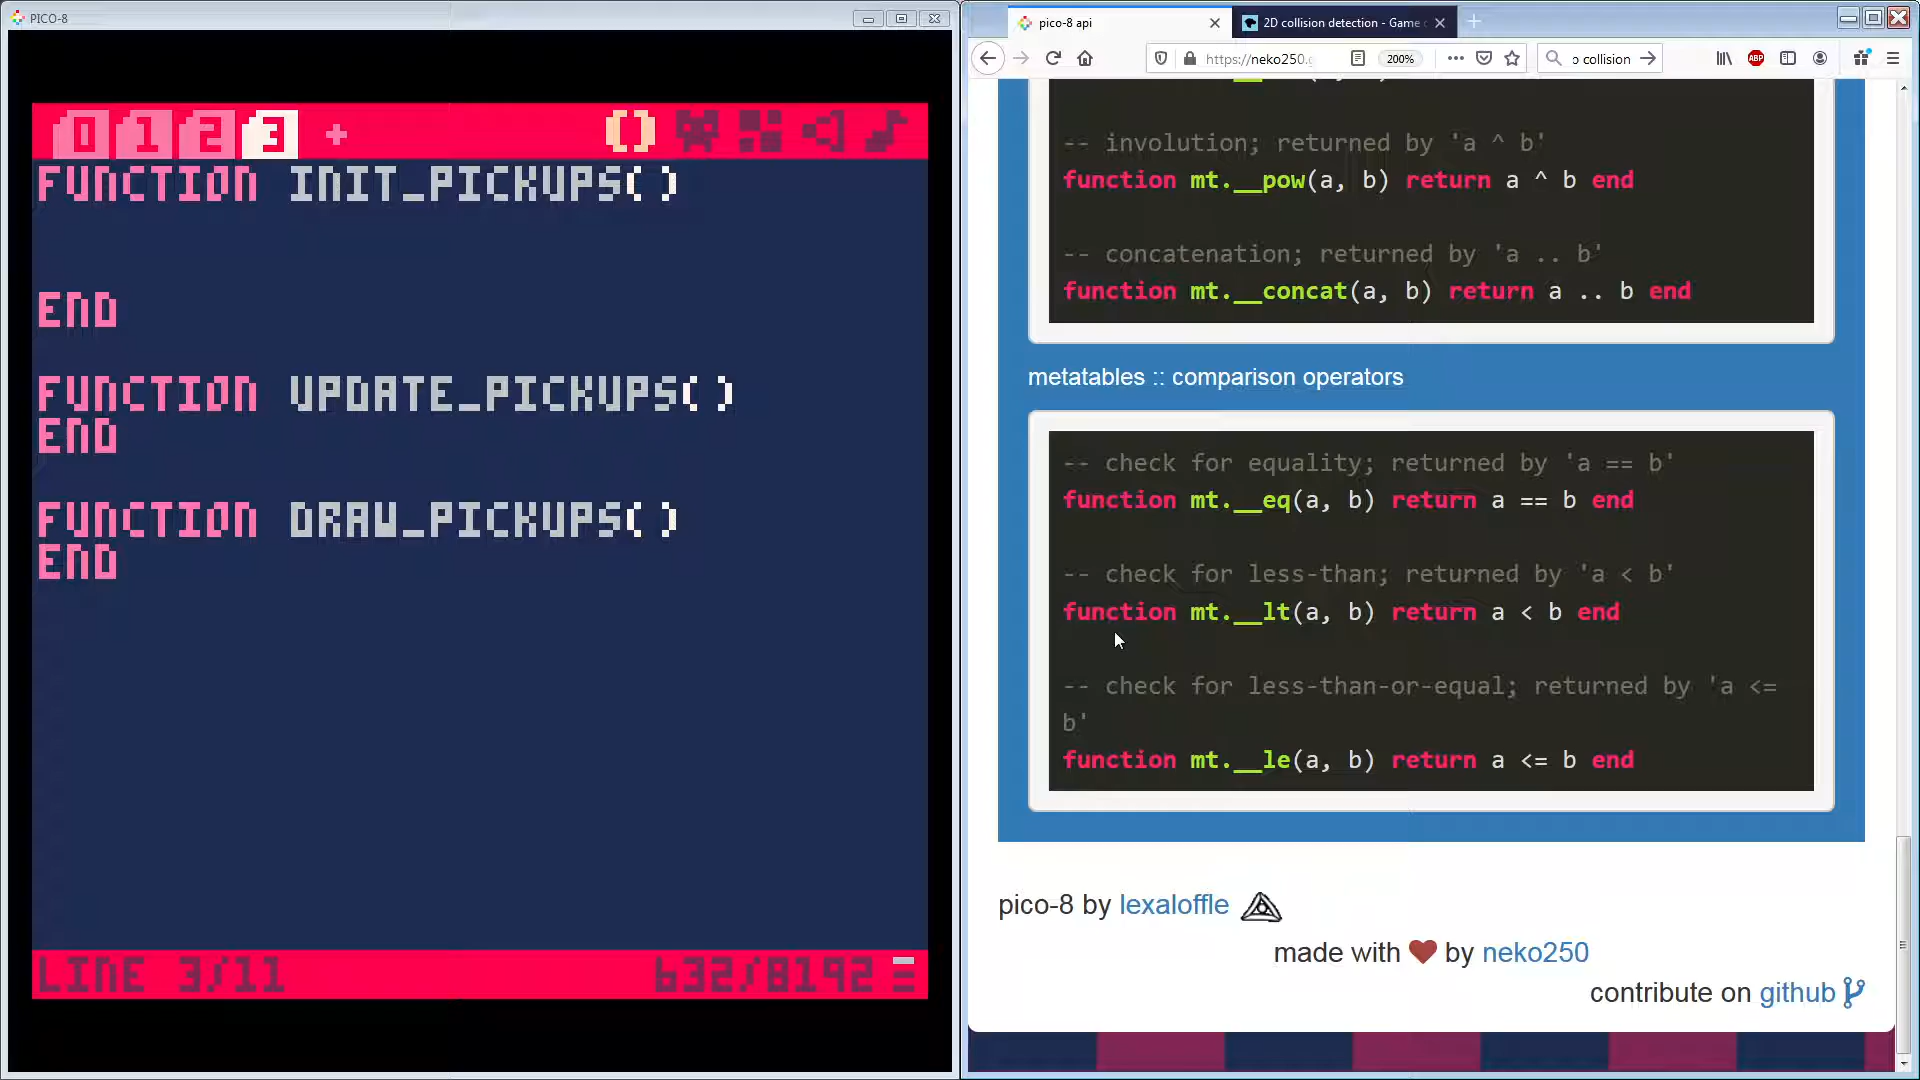 PICO-8
0 1 2 3 +
FUNCTION INIT_PICKUPS()
END
FUNCTION UPDATE_PICKUPS()
END
FUNCTION DRAW_PICKUPS()
END
LINE 3/11
632/8192
pico-8 api
2D collision detection - Game
https://neko250.
200%
collision
ABP
-- involution; returned by 'a ^ b'
function mt.__pow(a, b) return a ^ b end
-- concatenation; returned by 'a .. b'
function mt.__concat(a, b) return a .. b end
metatables :: comparison operators
-- check for equality; returned by 'a == b'
function mt.__eq(a, b) return a == b end
-- check for less-than; returned by 'a < b'
function mt.__lt(a, b) return a < b end
-- check for less-than-or-equal; returned by 'a <=
b'
function mt.__le(a, b) return a <= b end
pico-8 by lexaloffle
made with ❤ by neko250
contribute on github